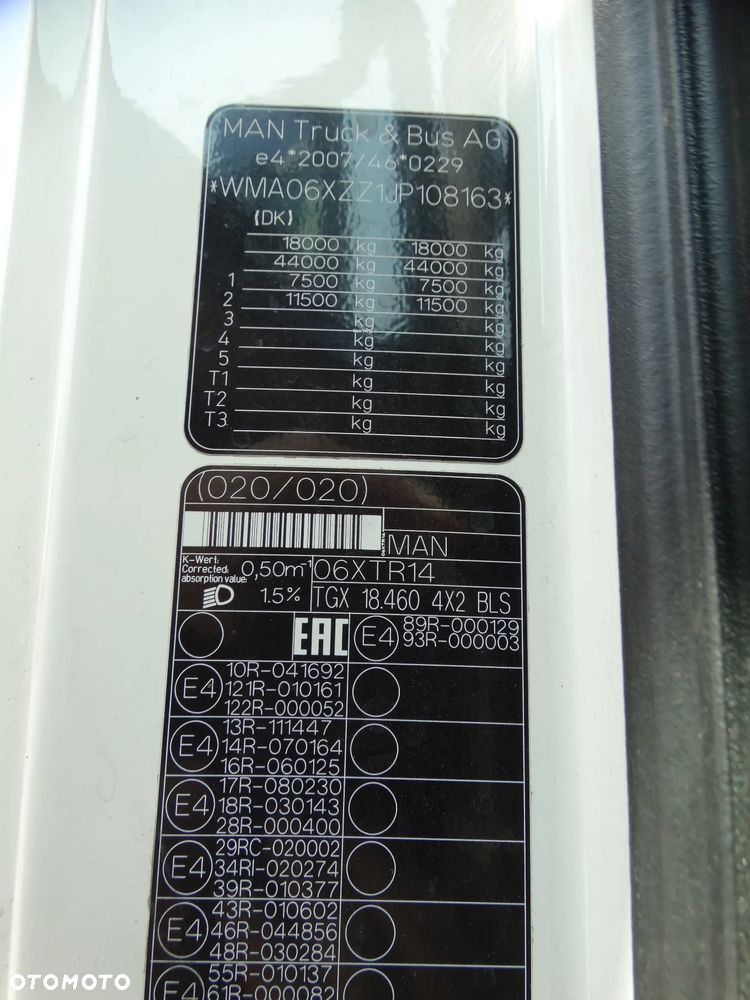 MAN Truck & Bus AG
e4*2007/46*0229
*WMA06XZZ1JP108163*
(DK)
18000 kg 18000 kg
44000 kg 44000 kg
1 7500 kg 7500 kg
2 11500 kg 11500 kg
3 kg kg
4 kg kg
5 kg kg
T1 kg kg
T2 kg kg
T3 kg kg
(020/020)
MAN
K-Wert:
Corrected: 0,50m-1 06XTR14
absorption value:
1.5% TGX 18.460 4X2 BLS
EAC E4 89R-000129
93R-000003
10R-041692
E4 121R-010161
122R-000052
13R-111447
E4 14R-070164
16R-060125
17R-080230
E4 18R-030143
28R-000400
29RC-020002
E4 34RI-020274
39R-010377
43R-010602
E4 46R-044856
48R-030284
55R-010137
E4 61R-000082
OTOMOTO